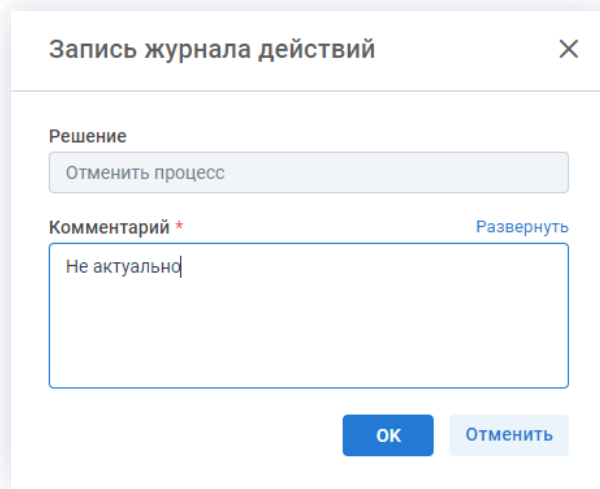 Запись журнала действий
Решение
Отменить процесс
Комментарий * Развернуть
Не актуально
ОК Отменить